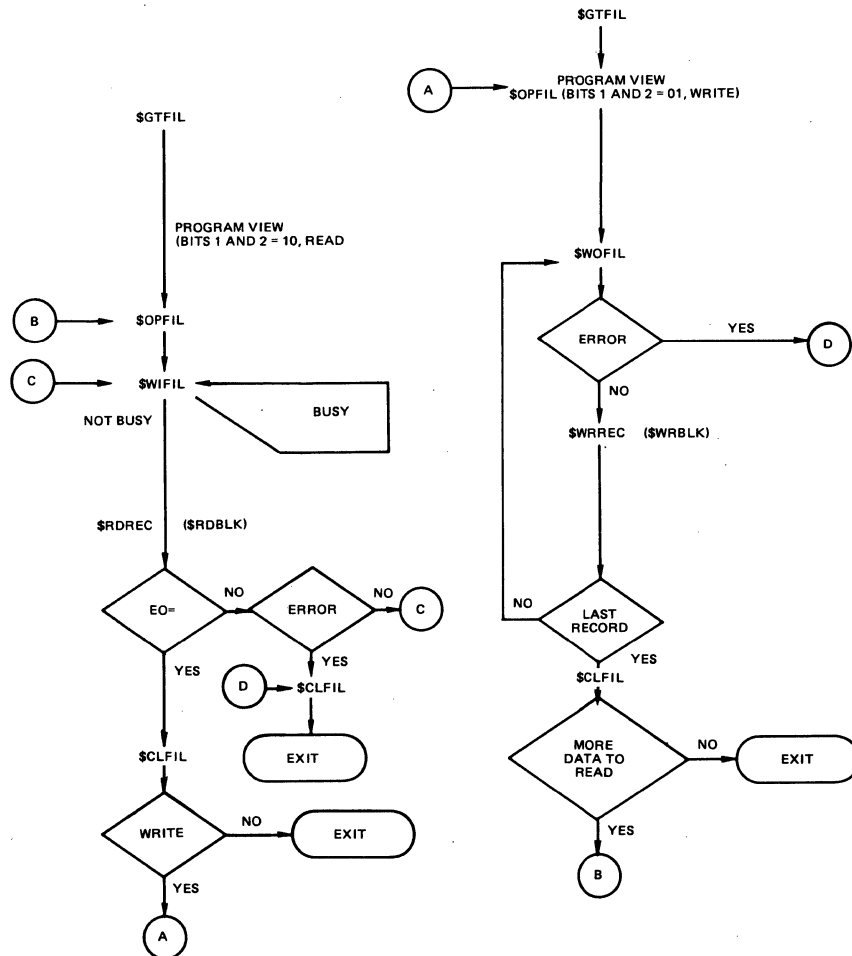 $GTFIL
PROGRAM VIEW
(BITS 1 AND 2 = 10, READ
B
$OPFIL
C
$WIFIL
BUSY
NOT BUSY
$RDREC ($RDBLK)
EO=
NO
ERROR
NO
C
YES
YES
D
$CLFIL
EXIT
$CLFIL
WRITE
NO
EXIT
YES
A
$GTFIL
A
PROGRAM VIEW
$OPFIL (BITS 1 AND 2 = 01, WRITE)
$WOFIL
ERROR
YES
D
NO
$WRREC ($WRBLK)
NO
LAST
RECORD
YES
$CLFIL
MORE
DATA TO
READ
NO
EXIT
YES
B